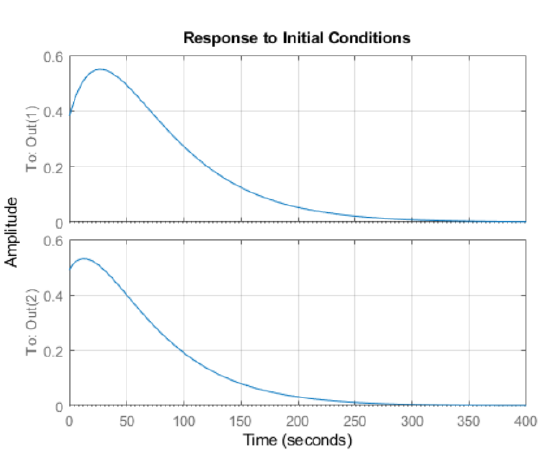 Response to Initial Conditions
0.6
0.4
0.2
0
To: Out(1)
Amplitude
0.6
0.4
0.2
0
To: Out(2)
0 50 100 150 200 250 300 350 400
Time (seconds)